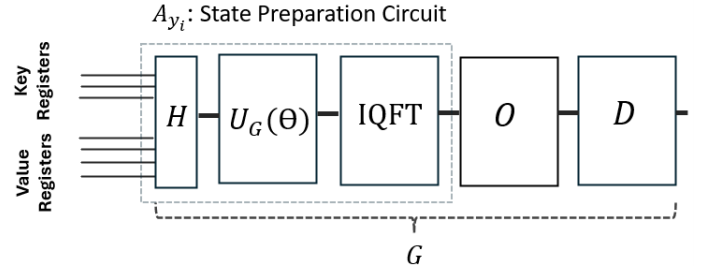 A_{y_i}: State Preparation Circuit
Key
Registers
Value
Registers
H
U_G(Θ)
IQFT
O
D
G